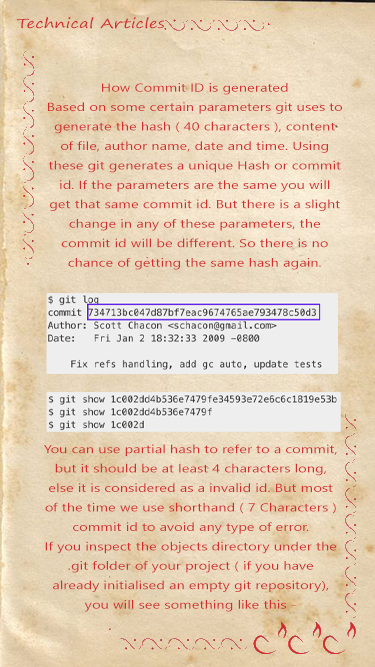 Technical Articles
How Commit ID is generated
Based on some certain parameters git uses to
generate the hash ( 40 characters ), content
of file, author name, date and time. Using
these git generates a unique Hash or commit
id. If the parameters are the same you will
get that same commit id. But there is a slight
change in any of these parameters, the
commit id will be different. So there is no
chance of getting the same hash again.
$ git log
commit 734713bc047d87bf7eac9674765ae793478c50d3
Author: Scott Chacon <schacon@gmail.com>
Date:   Fri Jan 2 18:32:33 2009 -0800
Fix refs handling, add gc auto, update tests
$ git show 1c002dd4b536e7479fe34593e72e6c6c1819e53b
$ git show 1c002dd4b536e7479f
$ git show 1c002d
You can use partial hash to refer to a commit,
but it should be at least 4 characters long,
else it is considered as a invalid id. But most
of the time we use shorthand ( 7 Characters )
commit id to avoid any type of error.
If you inspect the objects directory under the
.git folder of your project ( if you have
already initialised an empty git repository),
you will see something like this